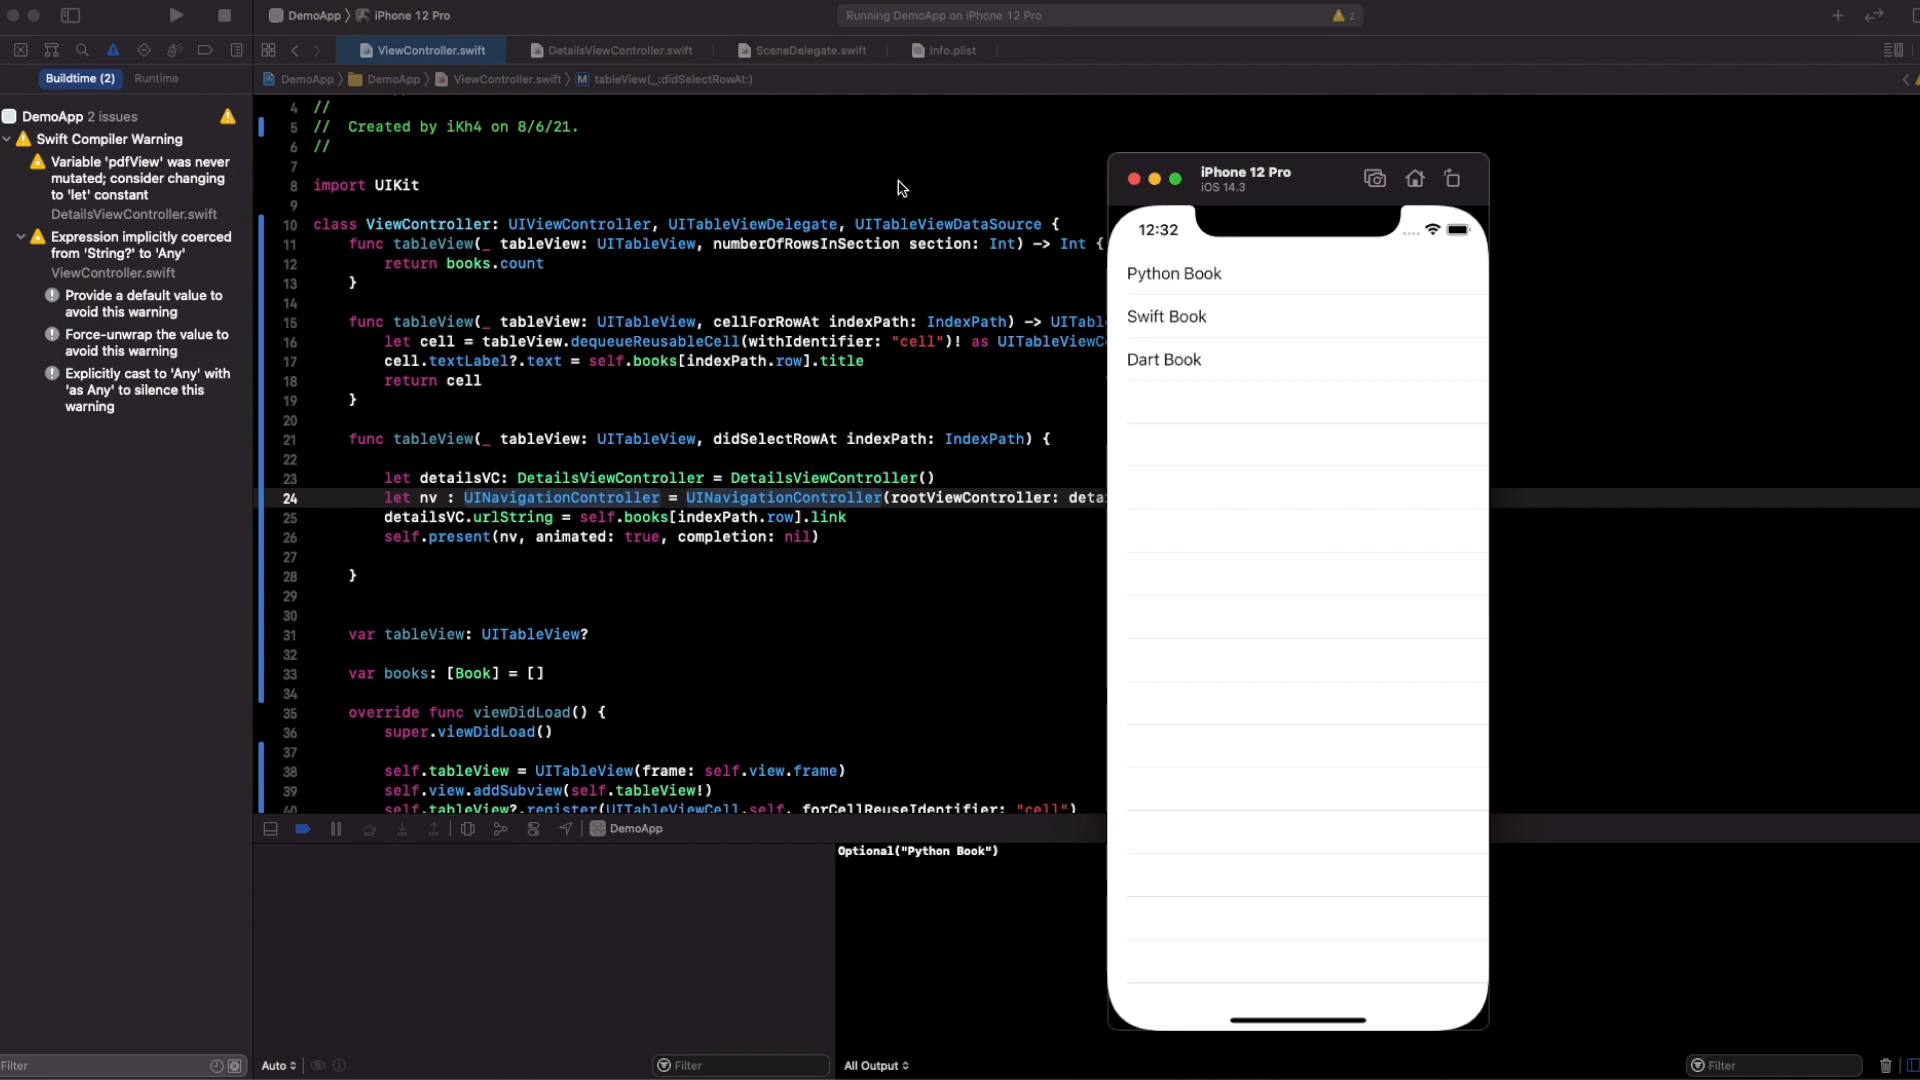 DemoApp 〉 iPhone 12 Pro
Running DemoApp on iPhone 12 Pro
2
ViewController.swift
DetailsViewController.swift
SceneDelegate.swift
Info.plist
Buildtime (2)
Runtime
DemoApp 〉 DemoApp 〉 ViewController.swift 〉 M tableView(_:didSelectRowAt:)
DemoApp 2 issues
Swift Compiler Warning
Variable 'pdfView' was never
mutated; consider changing
to 'let' constant
DetailsViewController.swift
Expression implicitly coerced
from 'String?' to 'Any'
ViewController.swift
Provide a default value to
avoid this warning
Force-unwrap the value to
avoid this warning
Explicitly cast to 'Any' with
'as Any' to silence this
warning
Filter
4 //
5 // Created by iKh4 on 8/6/21.
6 //
7
8 import UIKit
9
10 class ViewController: UIViewController, UITableViewDelegate, UITableViewDataSource {
11 func tableView(_ tableView: UITableView, numberOfRowsInSection section: Int) -> Int {
12 return books.count
13 }
14
15 func tableView(_ tableView: UITableView, cellForRowAt indexPath: IndexPath) -> UITabl
16 let cell = tableView.dequeueReusableCell(withIdentifier: "cell")! as UITableViewC
17 cell.textLabel?.text = self.books[indexPath.row].title
18 return cell
19 }
20
21 func tableView(_ tableView: UITableView, didSelectRowAt indexPath: IndexPath) {
22
23 let detailsVC: DetailsViewController = DetailsViewController()
24 let nv : UINavigationController = UINavigationController(rootViewController: deta
25 detailsVC.urlString = self.books[indexPath.row].link
26 self.present(nv, animated: true, completion: nil)
27
28 }
29
30
31 var tableView: UITableView?
32
33 var books: [Book] = []
34
35 override func viewDidLoad() {
36 super.viewDidLoad()
37
38 self.tableView = UITableView(frame: self.view.frame)
39 self.view.addSubview(self.tableView!)
40 self.tableView?.register(UITableViewCell.self, forCellReuseIdentifier: "cell")
iPhone 12 Pro
iOS 14.3
12:32
Python Book
Swift Book
Dart Book
DemoApp
Optional("Python Book")
Auto
Filter
All Output
Filter